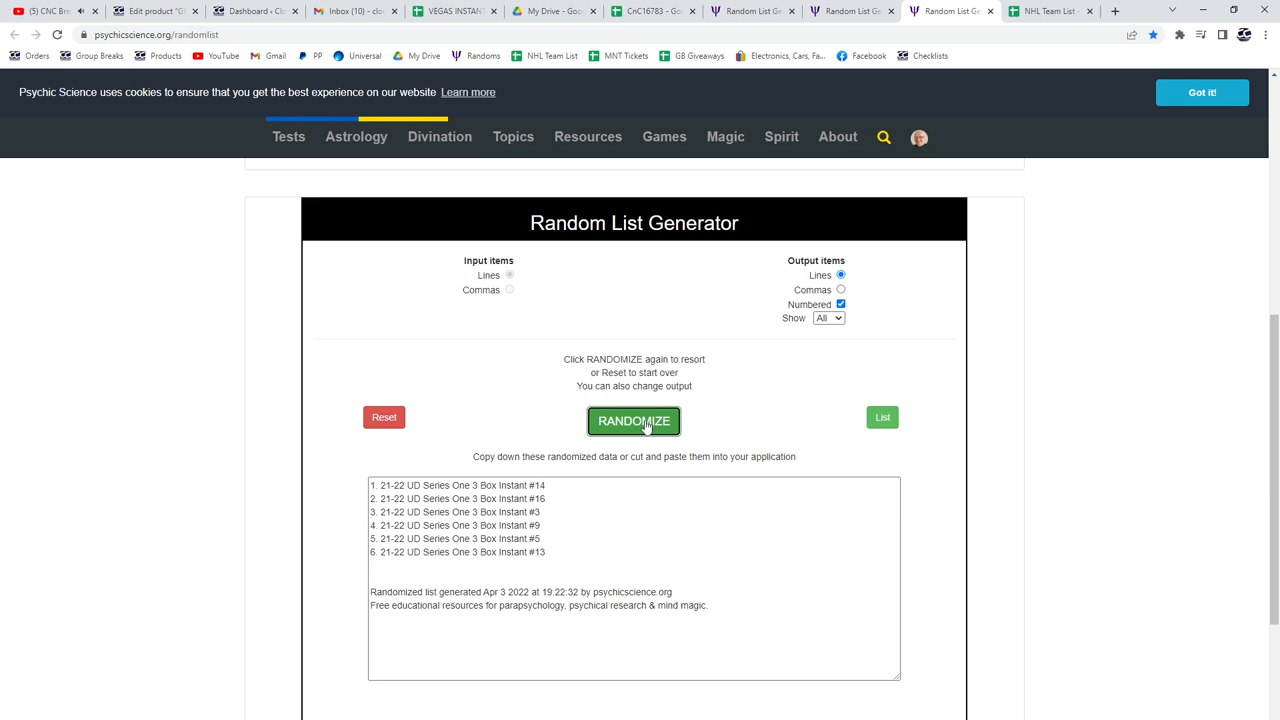 (5) CNC Bre
Edit product "G
Dashboard ‹ Clo
Inbox (10) - clou
VEGAS INSTANT
My Drive - Goog
CnC16783 - Goo
Random List Ge
Random List Ge
Random List Ge
NHL Team List -
psychicscience.org/randomlist
Orders
Group Breaks
Products
YouTube
Gmail
PP
Universal
My Drive
Randoms
NHL Team List
MNT Tickets
GB Giveaways
Electronics, Cars, Fa...
Facebook
Checklists
Psychic Science uses cookies to ensure that you get the best experience on our website Learn more
Got it!
Tests
Astrology
Divination
Topics
Resources
Games
Magic
Spirit
About
Random List Generator
Input items
Lines
Commas
Output items
Lines
Commas
Numbered
Show All
Click RANDOMIZE again to resort
or Reset to start over
You can also change output
Reset
RANDOMIZE
List
Copy down these randomized data or cut and paste them into your application
1. 21-22 UD Series One 3 Box Instant #14
2. 21-22 UD Series One 3 Box Instant #16
3. 21-22 UD Series One 3 Box Instant #3
4. 21-22 UD Series One 3 Box Instant #9
5. 21-22 UD Series One 3 Box Instant #5
6. 21-22 UD Series One 3 Box Instant #13
Randomized list generated Apr 3 2022 at 19:22:32 by psychicscience.org
Free educational resources for parapsychology, psychical research & mind magic.